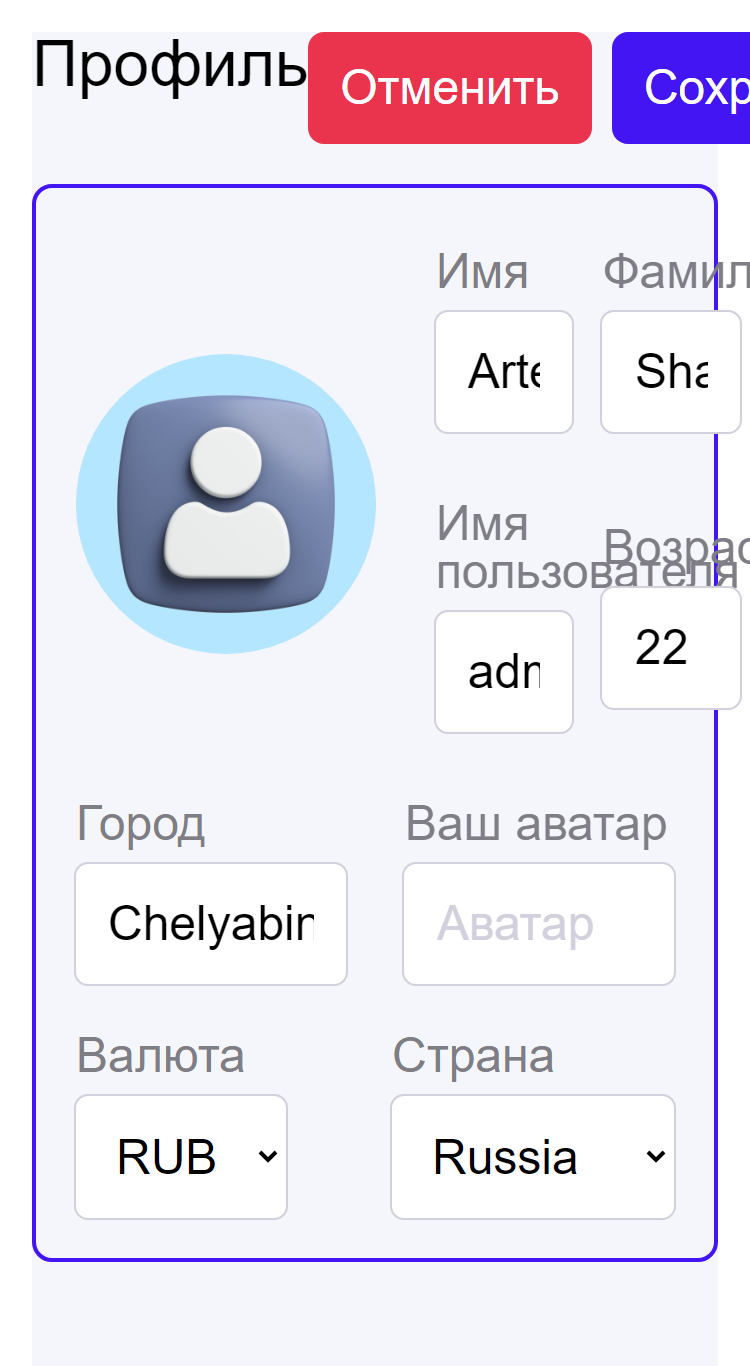 Профиль Отменить Сохр
Имя Фамил
Arte Sha
Имя
пользователя Возрас
adm 22
Город Ваш аватар
Chelyabin Аватар
Валюта Страна
RUB Russia